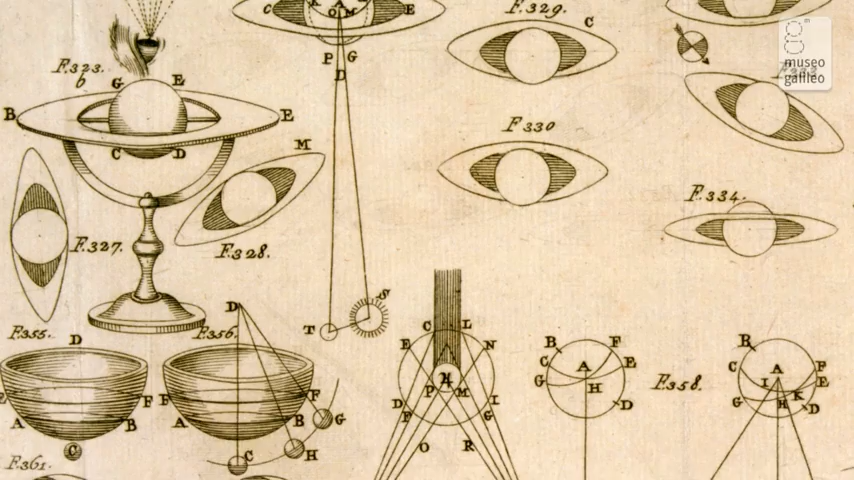 C K O M E
P G
D
F.329.
C
museo
galileo
F.323.
b
G E
B E
C D
M
F.330
F.334.
F.327.
F.328.
D
S
T
F.355.
D
F.356.
F F F
A B A B
C C H G
C L
E N
H
P M
D I
F G
O R
B F
C A E
G H
D
F.358.
B
A
C I F
E
G H K
D
F.361.